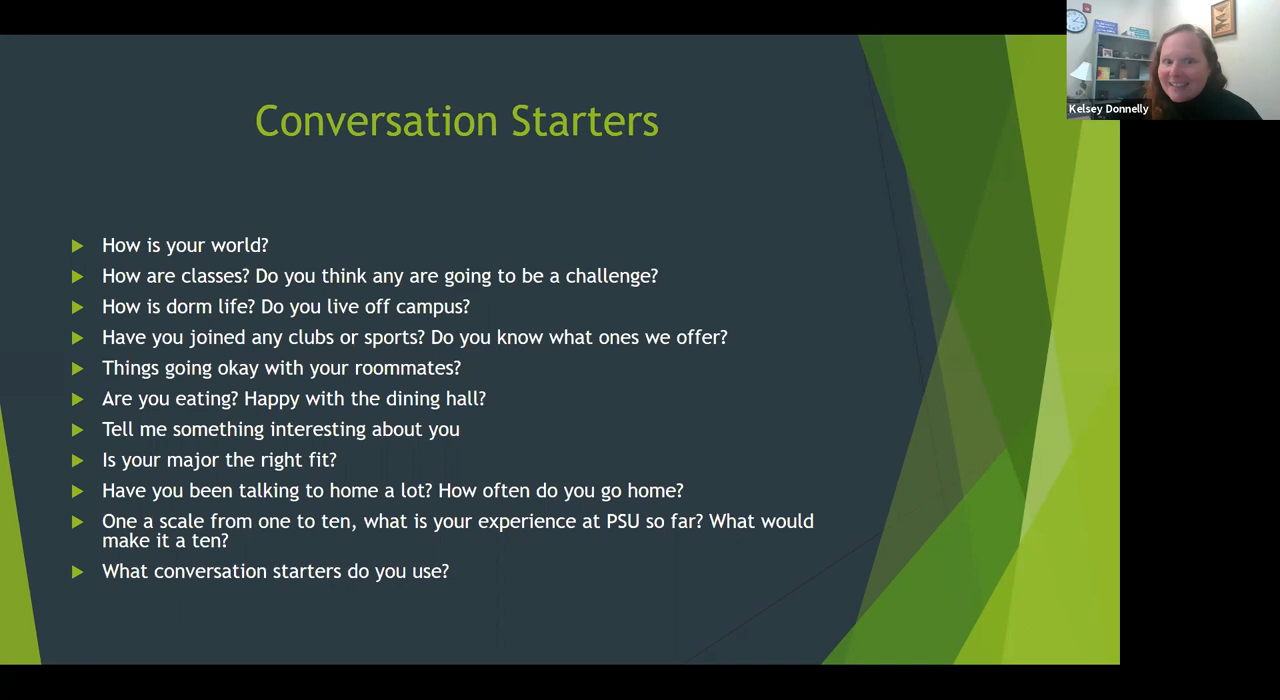 Kelsey Donnelly
Conversation Starters
How is your world?
How are classes? Do you think any are going to be a challenge?
How is dorm life? Do you live off campus?
Have you joined any clubs or sports? Do you know what ones we offer?
Things going okay with your roommates?
Are you eating? Happy with the dining hall?
Tell me something interesting about you
Is your major the right fit?
Have you been talking to home a lot? How often do you go home?
One a scale from one to ten, what is your experience at PSU so far? What would
make it a ten?
What conversation starters do you use?